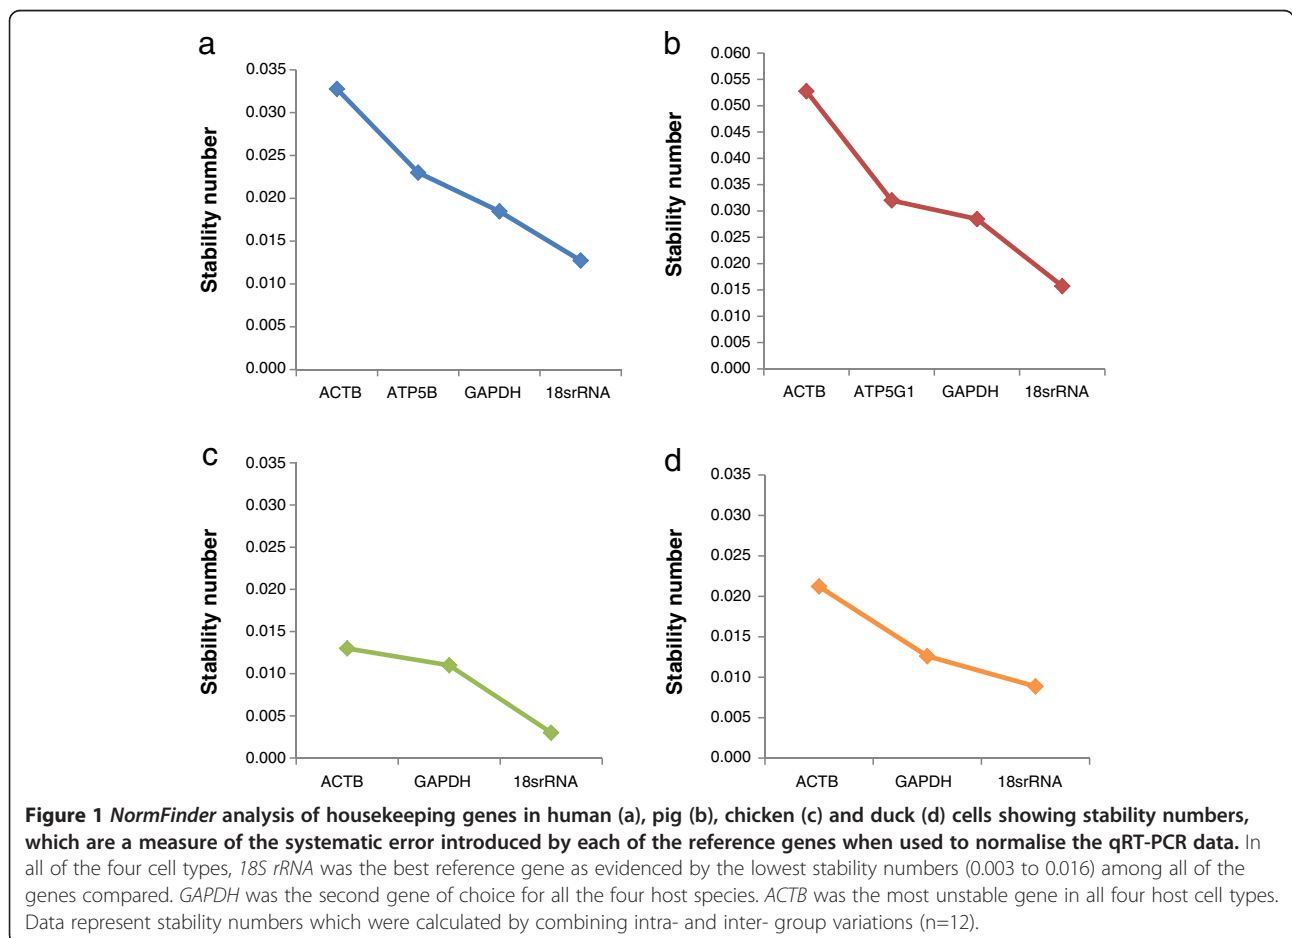 a
Stability number
0.035
0.030
0.025
0.020
0.015
0.010
0.005
0.000
ACTB ATP5B GAPDH 18srRNA
b
Stability number
0.060
0.055
0.050
0.045
0.040
0.035
0.030
0.025
0.020
0.015
0.010
0.005
0.000
ACTB ATP5G1 GAPDH 18srRNA
c
Stability number
0.035
0.030
0.025
0.020
0.015
0.010
0.005
0.000
ACTB GAPDH 18srRNA
d
Stability number
0.035
0.030
0.025
0.020
0.015
0.010
0.005
0.000
ACTB GAPDH 18srRNA
Figure 1 NormFinder analysis of housekeeping genes in human (a), pig (b), chicken (c) and duck (d) cells showing stability numbers,
which are a measure of the systematic error introduced by each of the reference genes when used to normalise the qRT-PCR data. In
all of the four cell types, 18S rRNA was the best reference gene as evidenced by the lowest stability numbers (0.003 to 0.016) among all of the
genes compared. GAPDH was the second gene of choice for all the four host species. ACTB was the most unstable gene in all four host cell types.
Data represent stability numbers which were calculated by combining intra- and inter- group variations (n=12).